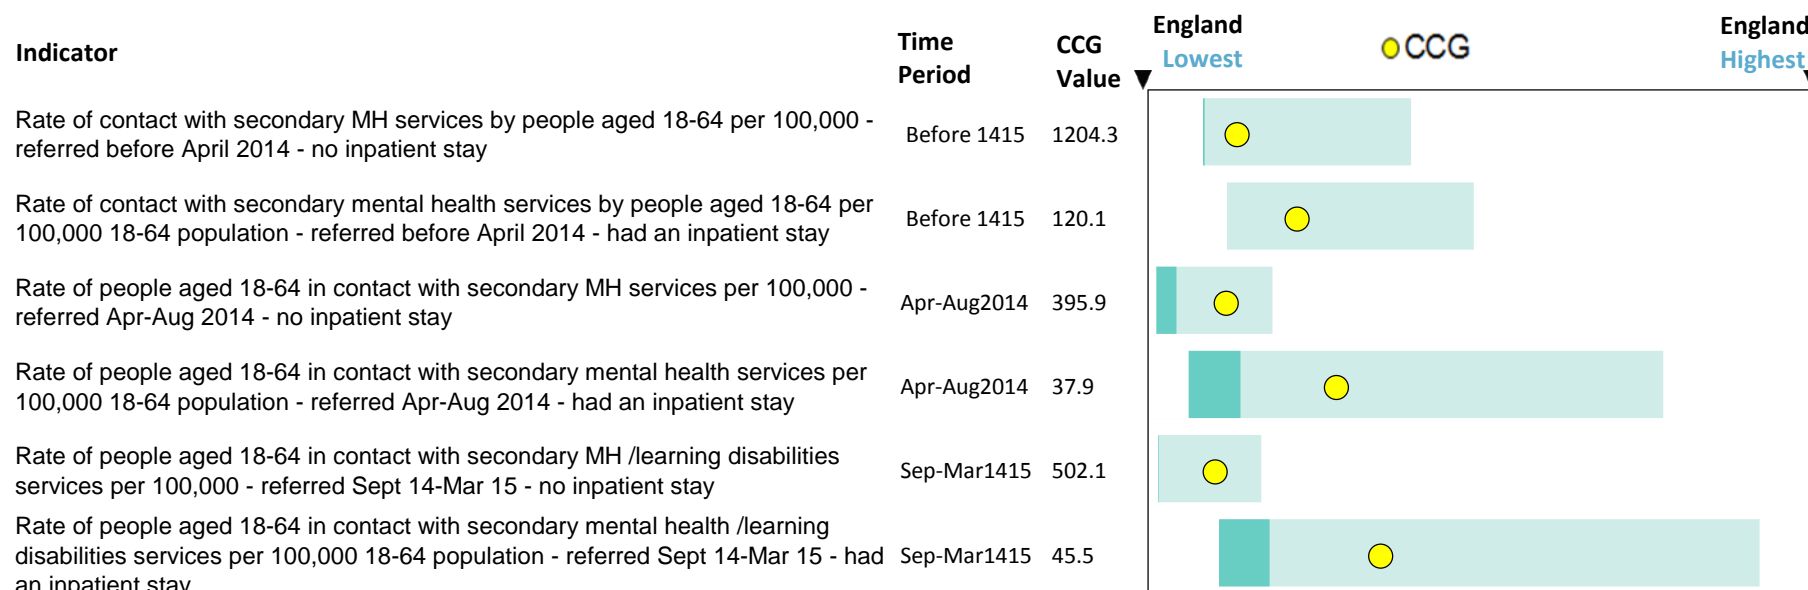 Indicator
Time
Period
CCG
Value
England
Lowest
CCG
England
Highest
Rate of contact with secondary MH services by people aged 18-64 per 100,000 -
referred before April 2014 - no inpatient stay
Before 1415
1204.3
Rate of contact with secondary mental health services by people aged 18-64 per
100,000 18-64 population - referred before April 2014 - had an inpatient stay
Before 1415
120.1
Rate of people aged 18-64 in contact with secondary MH services per 100,000 -
referred Apr-Aug 2014 - no inpatient stay
Apr-Aug2014
395.9
Rate of people aged 18-64 in contact with secondary mental health services per
100,000 18-64 population - referred Apr-Aug 2014 - had an inpatient stay
Apr-Aug2014
37.9
Rate of people aged 18-64 in contact with secondary MH /learning disabilities
services per 100,000 - referred Sept 14-Mar 15 - no inpatient stay
Sep-Mar1415
502.1
Rate of people aged 18-64 in contact with secondary mental health /learning
disabilities services per 100,000 18-64 population - referred Sept 14-Mar 15 - had
an inpatient stay
Sep-Mar1415
45.5